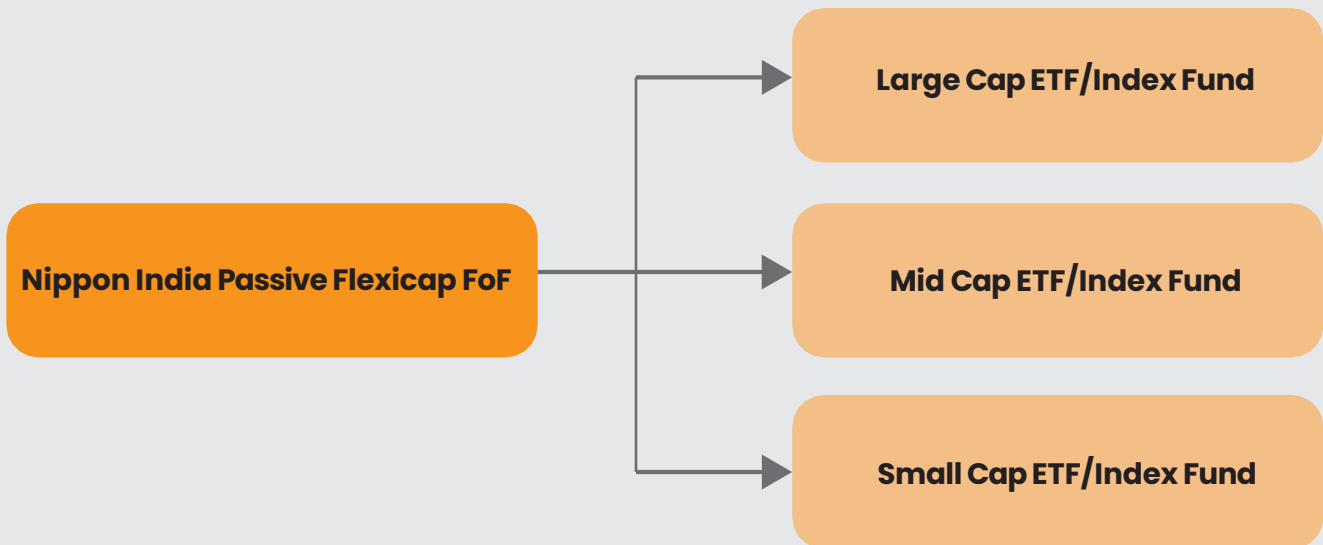 Large Cap ETF/Index Fund
Nippon India Passive Flexicap FoF
Mid Cap ETF/Index Fund
Small Cap ETF/Index Fund